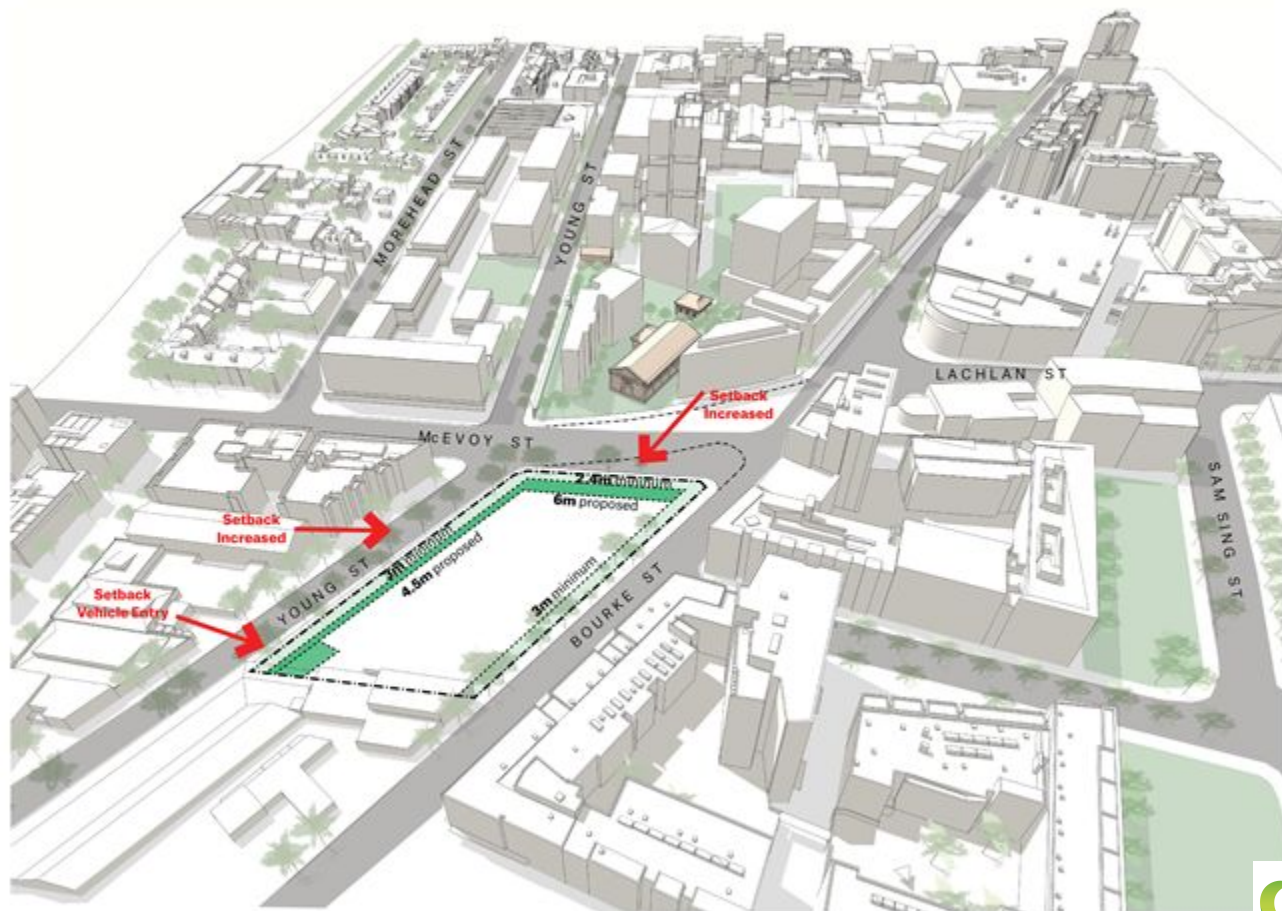 MOREHEAD ST
YOUNG ST
LACHLAN ST
Setback
Increased
McEVOY ST
SAM SING ST
2.4m minimum
6m proposed
Setback
Increased
3m minimum
4.5m proposed
YOUNG ST
3m minimum
BOURKE ST
Setback
Vehicle Entry